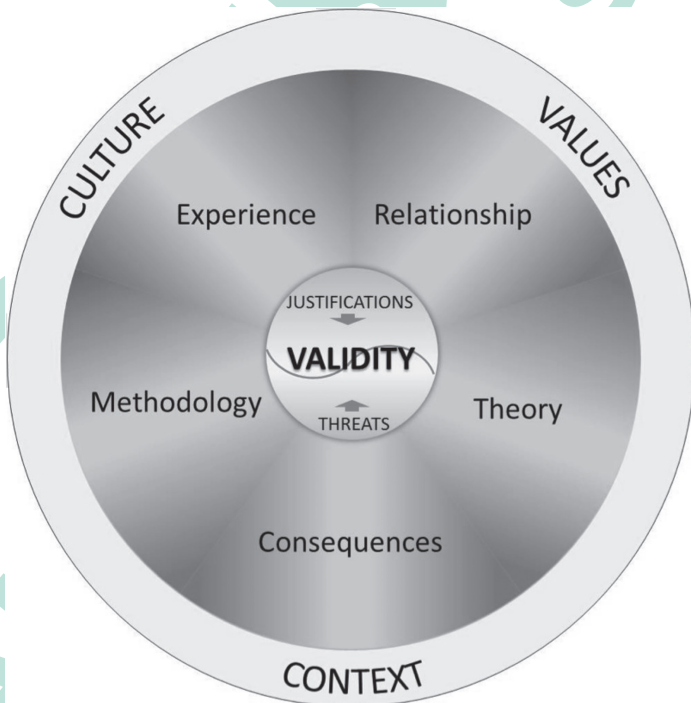 CULTURE
VALUES
Experience
Relationship
JUSTIFICATIONS
VALIDITY
THREATS
Methodology
Theory
Consequences
CONTEXT